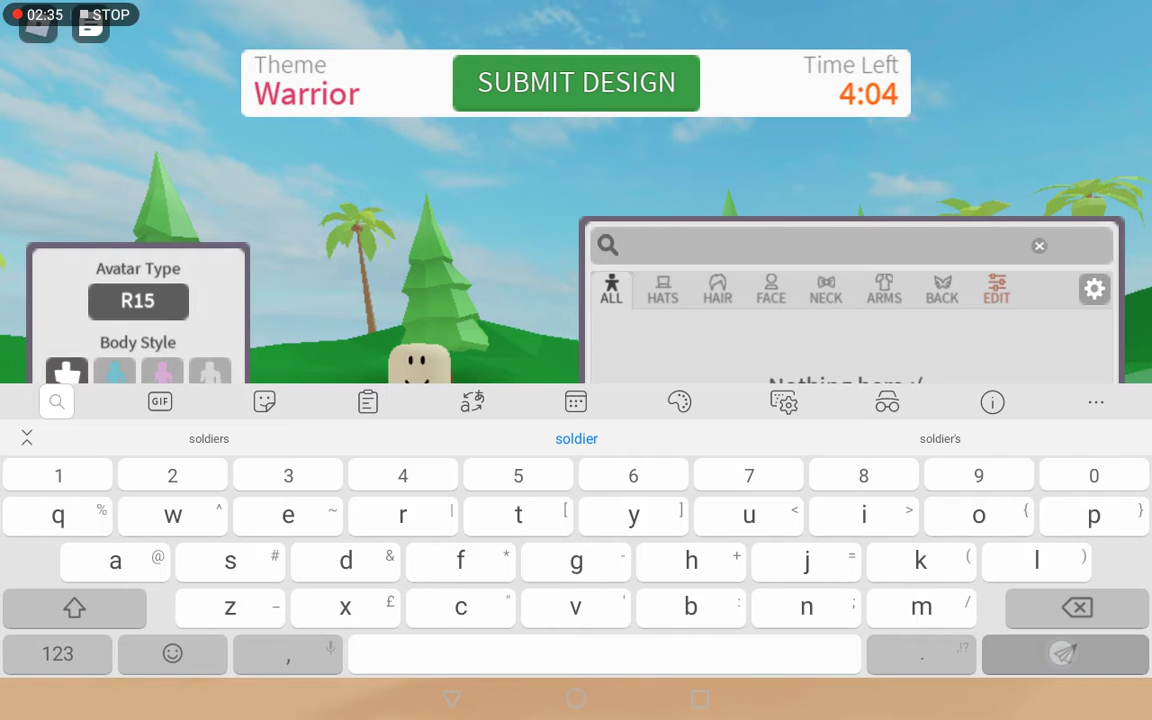 02:35 STOP
Theme
Warrior
SUBMIT DESIGN
Time Left
4:04
Avatar Type
R15
Body Style
ALL HATS HAIR FACE NECK ARMS BACK EDIT
Nothing here :(
GIF
soldiers soldier soldier's
1 2 3 4 5 6 7 8 9 0
q % w ^ e ~ r | t [ y ] u < i > o { p }
a @ s # d & f * g - h + j = k ( l )
z _ x £ c " v ' b : n ; m /
123 , . ,!?